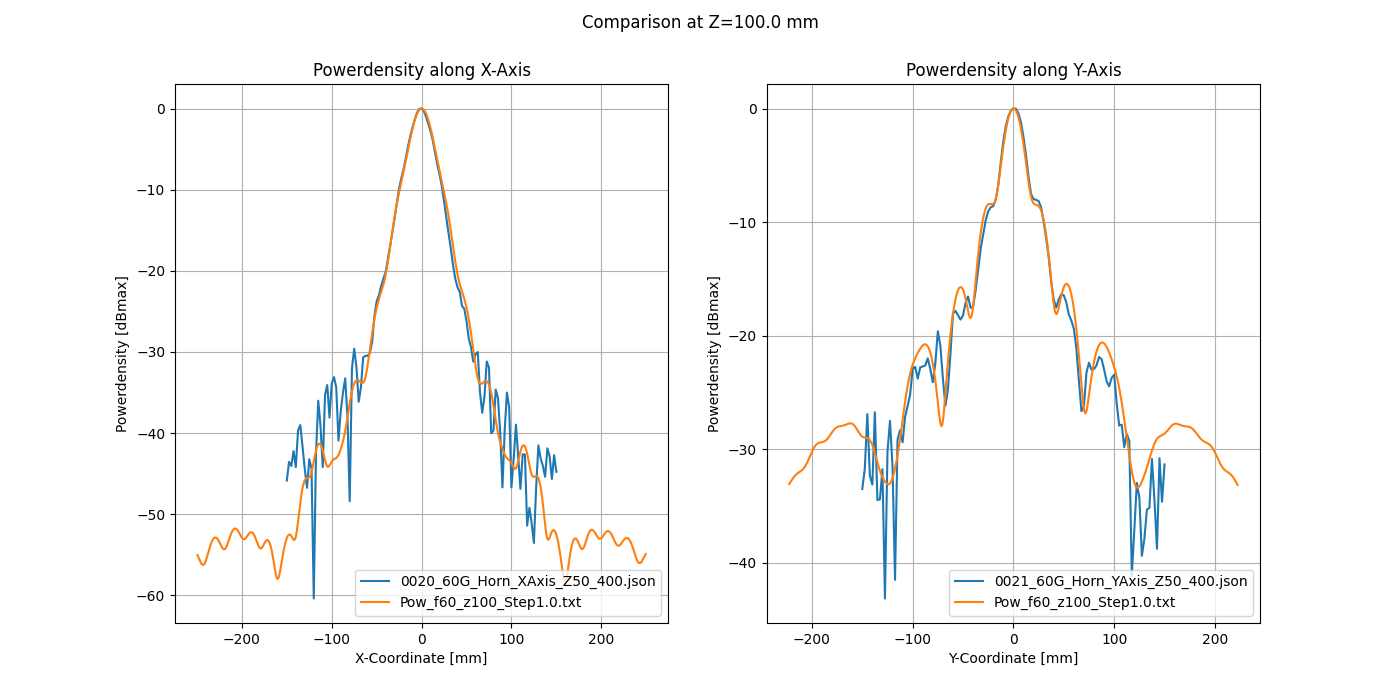 Comparison at Z=100.0 mm
Powerdensity along X-Axis
Powerdensity [dBmax]
0
−10
−20
−30
−40
−50
−60
−200
−100
0
100
200
X-Coordinate [mm]
0020_60G_Horn_XAxis_Z50_400.json
Pow_f60_z100_Step1.0.txt
Powerdensity along Y-Axis
Powerdensity [dBmax]
0
−10
−20
−30
−40
−200
−100
0
100
200
Y-Coordinate [mm]
0021_60G_Horn_YAxis_Z50_400.json
Pow_f60_z100_Step1.0.txt